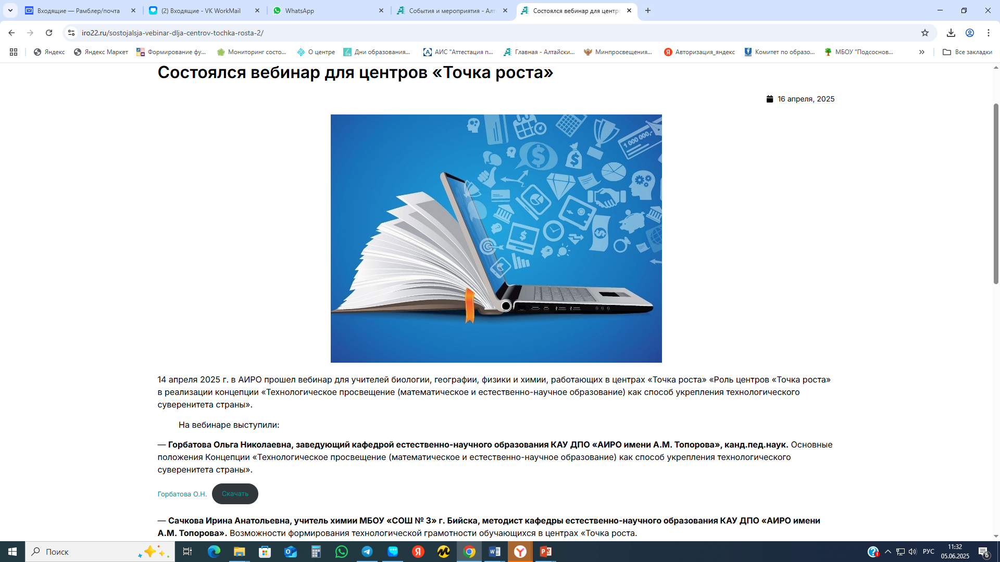 Входящие — Рамблер/почта
(2) Входящие - VK WorkMail
WhatsApp
События и мероприятия - Алт
Состоялся вебинар для центр
iro22.ru/sostojalsja-vebinar-dlja-centrov-tochka-rosta-2/
Яндекс
Яндекс Маркет
Формирование фу...
Мониторинг состо...
О центре
Дни образования...
АИС "Аттестация п...
Главная - Алтайски...
Минпросвещения...
Авторизация_яндекс
Комитет по образо...
МБОУ "Подсоснов...
Все закладки
Состоялся вебинар для центров «Точка роста»
16 апреля, 2025
1 000 000,-
14 апреля 2025 г. в АИРО прошел вебинар для учителей биологии, географии, физики и химии, работающих в центрах «Точка роста» «Роль центров «Точка роста»
в реализации концепции «Технологическое просвещение (математическое и естественно-научное образование) как способ укрепления технологического
суверенитета страны».
На вебинаре выступили:
— Горбатова Ольга Николаевна, заведующий кафедрой естественно-научного образования КАУ ДПО «АИРО имени А.М. Топорова», канд.пед.наук. Основные
положения Концепции «Технологическое просвещение (математическое и естественно-научное образование) как способ укрепления технологического
суверенитета страны».
Горбатова О.Н.
Скачать
— Сачкова Ирина Анатольевна, учитель химии МБОУ «СОШ № 3» г. Бийска, методист кафедры естественно-научного образования КАУ ДПО «АИРО имени
А.М. Топорова». Возможности формирования технологической грамотности обучающихся в центрах «Точка роста.
Поиск
РУС
11:32
05.06.2025
6